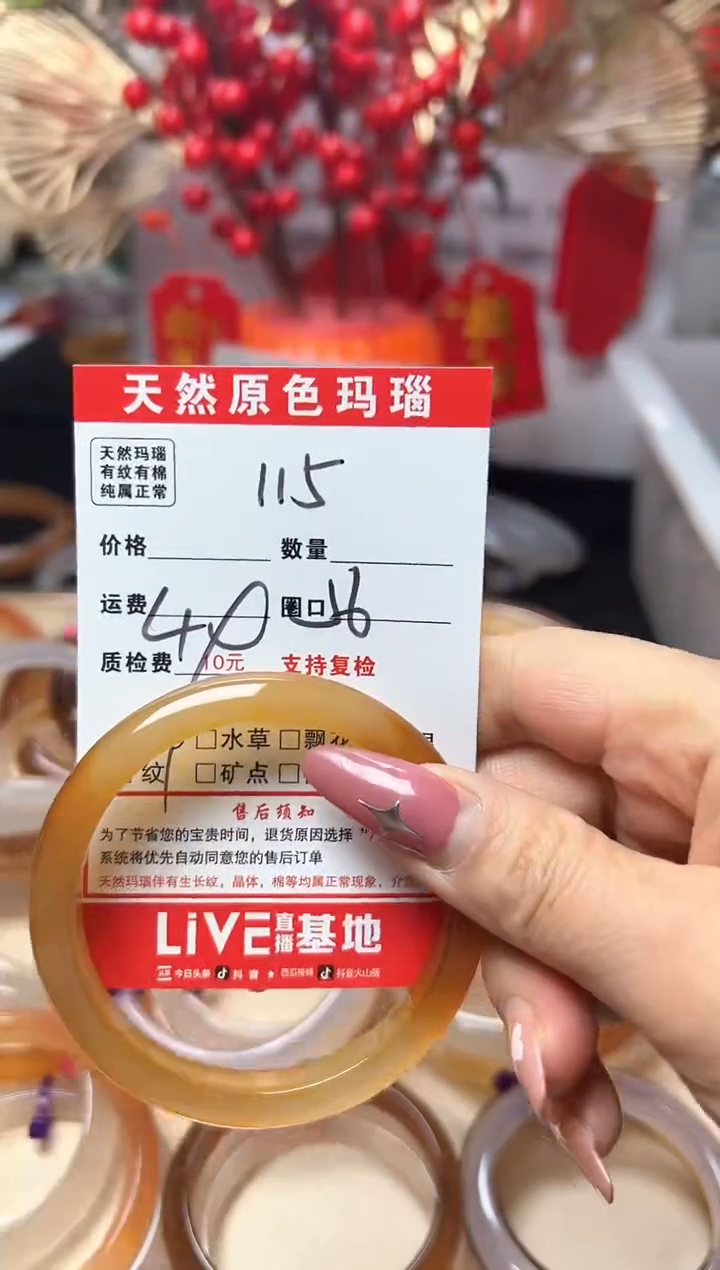 天然原色玛瑙
天然玛瑙
有纹有棉
纯属正常
115
价格 数量
运费 圈口 56
40
质检费 10元 支持复检
水草 飘花
纹 矿点
售后须知
为了节省您的宝贵时间，退货原因选择 "
系统将优先自动同意您的售后订单
天然玛瑙伴有生长纹，晶体，棉等均属正常现象，介
LiVE直播基地
头条 今日头条 抖音 西瓜视频 抖音火山版